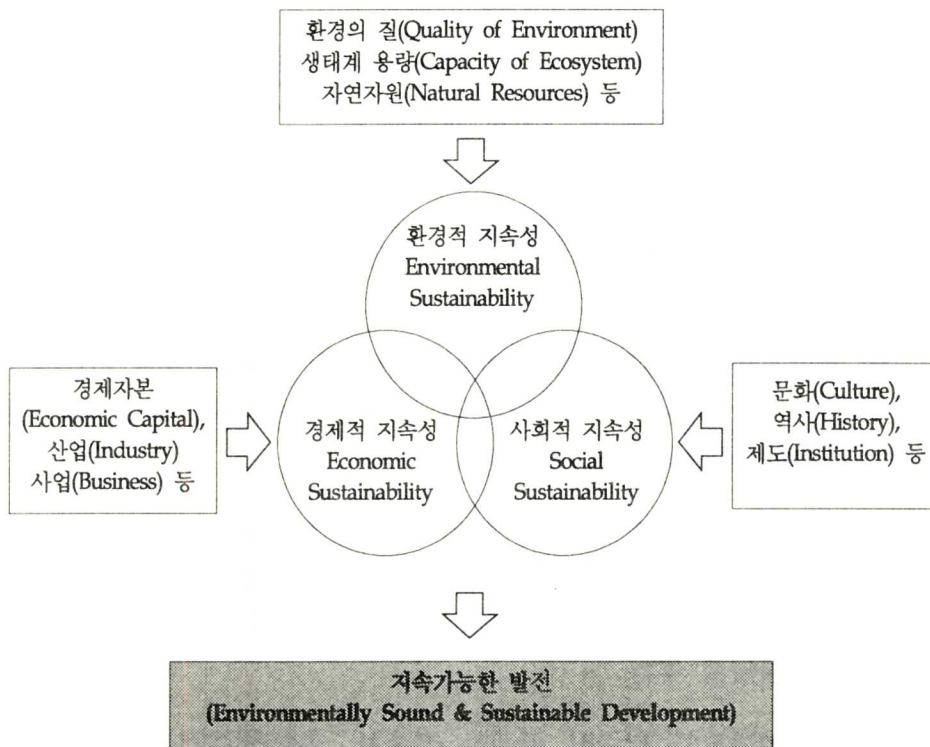 환경의 질(Quality of Environment)
생태계 용량(Capacity of Ecosystem)
자연자원(Natural Resources) 등
환경적 지속성
Environmental
Sustainability
경제자본
(Economic Capital),
산업(Industry)
사업(Business) 등
경제적 지속성
Economic
Sustainability
사회적 지속성
Social
Sustainability
문화(Culture),
역사(History),
제도(Institution) 등
지속가능한 발전
(Environmentally Sound & Sustainable Development)